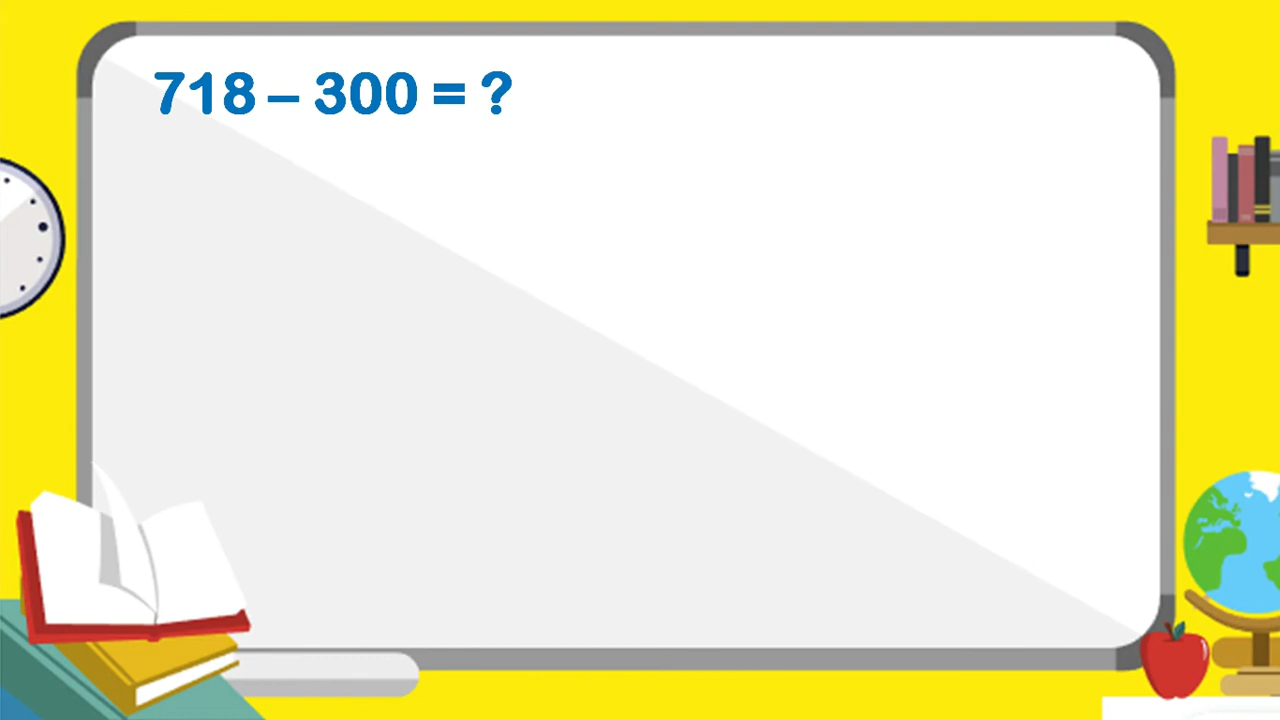 718 – 300 = ?